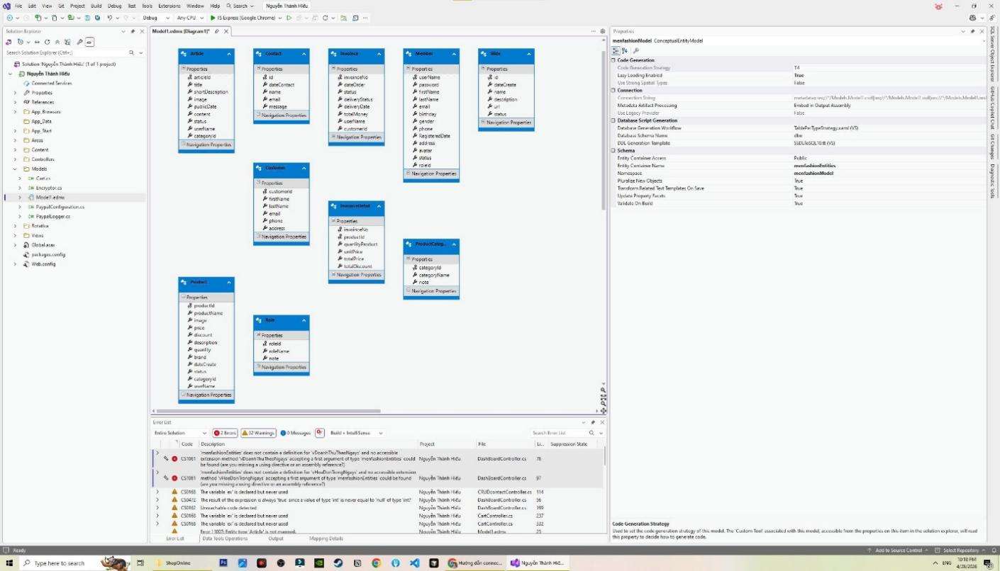 File Edit View Git Project Build Debug Test Tools Extensions Window Help Search Nguyễn Thành Hiếu
Debug Any CPU IIS Express (Google Chrome)
Solution Explorer
Search Solution Explorer (Ctrl+;)
Solution 'Nguyễn Thành Hiếu' (1 of 1 project)
Nguyễn Thành Hiếu
Connected Services
Properties
References
App_Browsers
App_Data
App_Start
Areas
Content
Controllers
Models
Cart.cs
Encryptor.cs
Model1.edmx
PaypalConfiguration.cs
PaypalLogger.cs
Rotativa
Views
Global.asax
packages.config
Web.config
Model1.edmx [Diagram1]*
Article
Properties
articleId
title
shortDescription
image
publicDate
content
status
userName
categoryId
Navigation Properties
Contact
Properties
id
dateContact
name
email
message
Navigation Properties
Invoince
Properties
invoinceNo
dateOrder
status
deliveryStatus
deliveryDate
totalMoney
userName
customerId
Navigation Properties
Member
Properties
userName
password
firstName
lastName
email
birthday
gender
phone
RegisteredDate
address
avatar
status
roleId
Navigation Properties
Slide
Properties
id
dateCreate
name
description
url
status
Navigation Properties
Customer
Properties
customerId
firstName
lastName
email
phone
address
Navigation Properties
InvoinceDetail
Properties
invoinceNo
productId
quanlityProduct
unitPrice
totalPrice
totalDiscount
Navigation Properties
ProductCateg...
Properties
categoryId
categoryName
note
Navigation Properties
Product
Properties
productId
productName
image
price
discount
description
quanlity
brand
dateCreate
status
categoryId
userName
Navigation Properties
Role
Properties
roleId
roleName
note
Navigation Properties
Error List
Entire Solution 2 Errors 32 Warnings 0 Messages Build + IntelliSense Search Error List
Code Description Project File Li... Suppression State
'menfashionEntities' does not contain a definition for 'vDoanhThuTheoNgays' and no accessible
CS1061 extension method 'vDoanhThuTheoNgays' accepting a first argument of type 'menfashionEntities' could Nguyễn Thành Hiếu DashBoardController.cs 76
be found (are you missing a using directive or an assembly reference?)
'menfashionEntities' does not contain a definition for 'vHoaDonTrongNgays' and no accessible extension
CS1061 method 'vHoaDonTrongNgays' accepting a first argument of type 'menfashionEntities' could be found Nguyễn Thành Hiếu DashBoardController.cs 97
(are you missing a using directive or an assembly reference?)
CS0168 The variable 'ex' is declared but never used Nguyễn Thành Hiếu CRUDcontactController.cs 114
CS0472 The result of the expression is always 'true' since a value of type 'int' is never equal to 'null' of type 'int?' Nguyễn Thành Hiếu DashBoardController.cs 56
CS0162 Unreachable code detected Nguyễn Thành Hiếu DashBoardController.cs 199
CS0168 The variable 'ex' is declared but never used Nguyễn Thành Hiếu CartController.cs 237
CS0168 The variable 'ex' is declared but never used Nguyễn Thành Hiếu CartController.cs 332
Error 11007: Entity type 'Article' is not mapped. Nguyễn Thành Hiếu Model1.edmx 25
Error List Data Tools Operations Output Mapping Details
Properties
menfashionModel ConceptualEntityModel
Code Generation
Code Generation Strategy T4
Lazy Loading Enabled True
Use Strong Spatial Types False
Connection
Connection String metadata=res://*/Models.Model1.csdl|res://*/Models.Model1.ssdl|res://*/Models.Model1.msl
Metadata Artifact Processing Embed in Output Assembly
Use Legacy Provider False
Database Script Generation
Database Generation Workflow TablePerTypeStrategy.xaml (VS)
Database Schema Name dbo
DDL Generation Template SSDLToSQL10.tt (VS)
Schema
Entity Container Access Public
Entity Container Name menfashionEntities
Namespace menfashionModel
Pluralize New Objects True
Transform Related Text Templates On Save True
Update Property Facets True
Validate On Build True
Code Generation Strategy
Used to set the code generation strategy of this model. The 'Custom Tool' associated with this model, accessible from the properties on this item in the solution explorer, will read
this property to decide how to generate code.
SQL Server Object Explorer
GitHub Copilot Chat
Git Changes
Diagnostic Tools
Ready Add to Source Control Select Repository
Type here to search ShopOnline Hướng dẫn connec... Nguyễn Thành Hiế... ENG 10:18 PM
4/28/2026